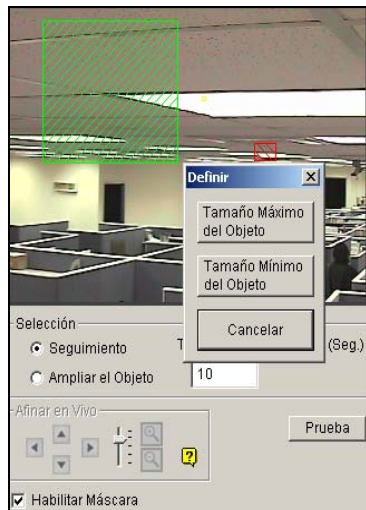 Definir
Tamaño Máximo
del Objeto
Tamaño Mínimo
del Objeto
Cancelar
Selección
Seguimiento
T
(Seg.)
Ampliar el Objeto
10
Afinar en Vivo
?
Prueba
Habilitar Máscara